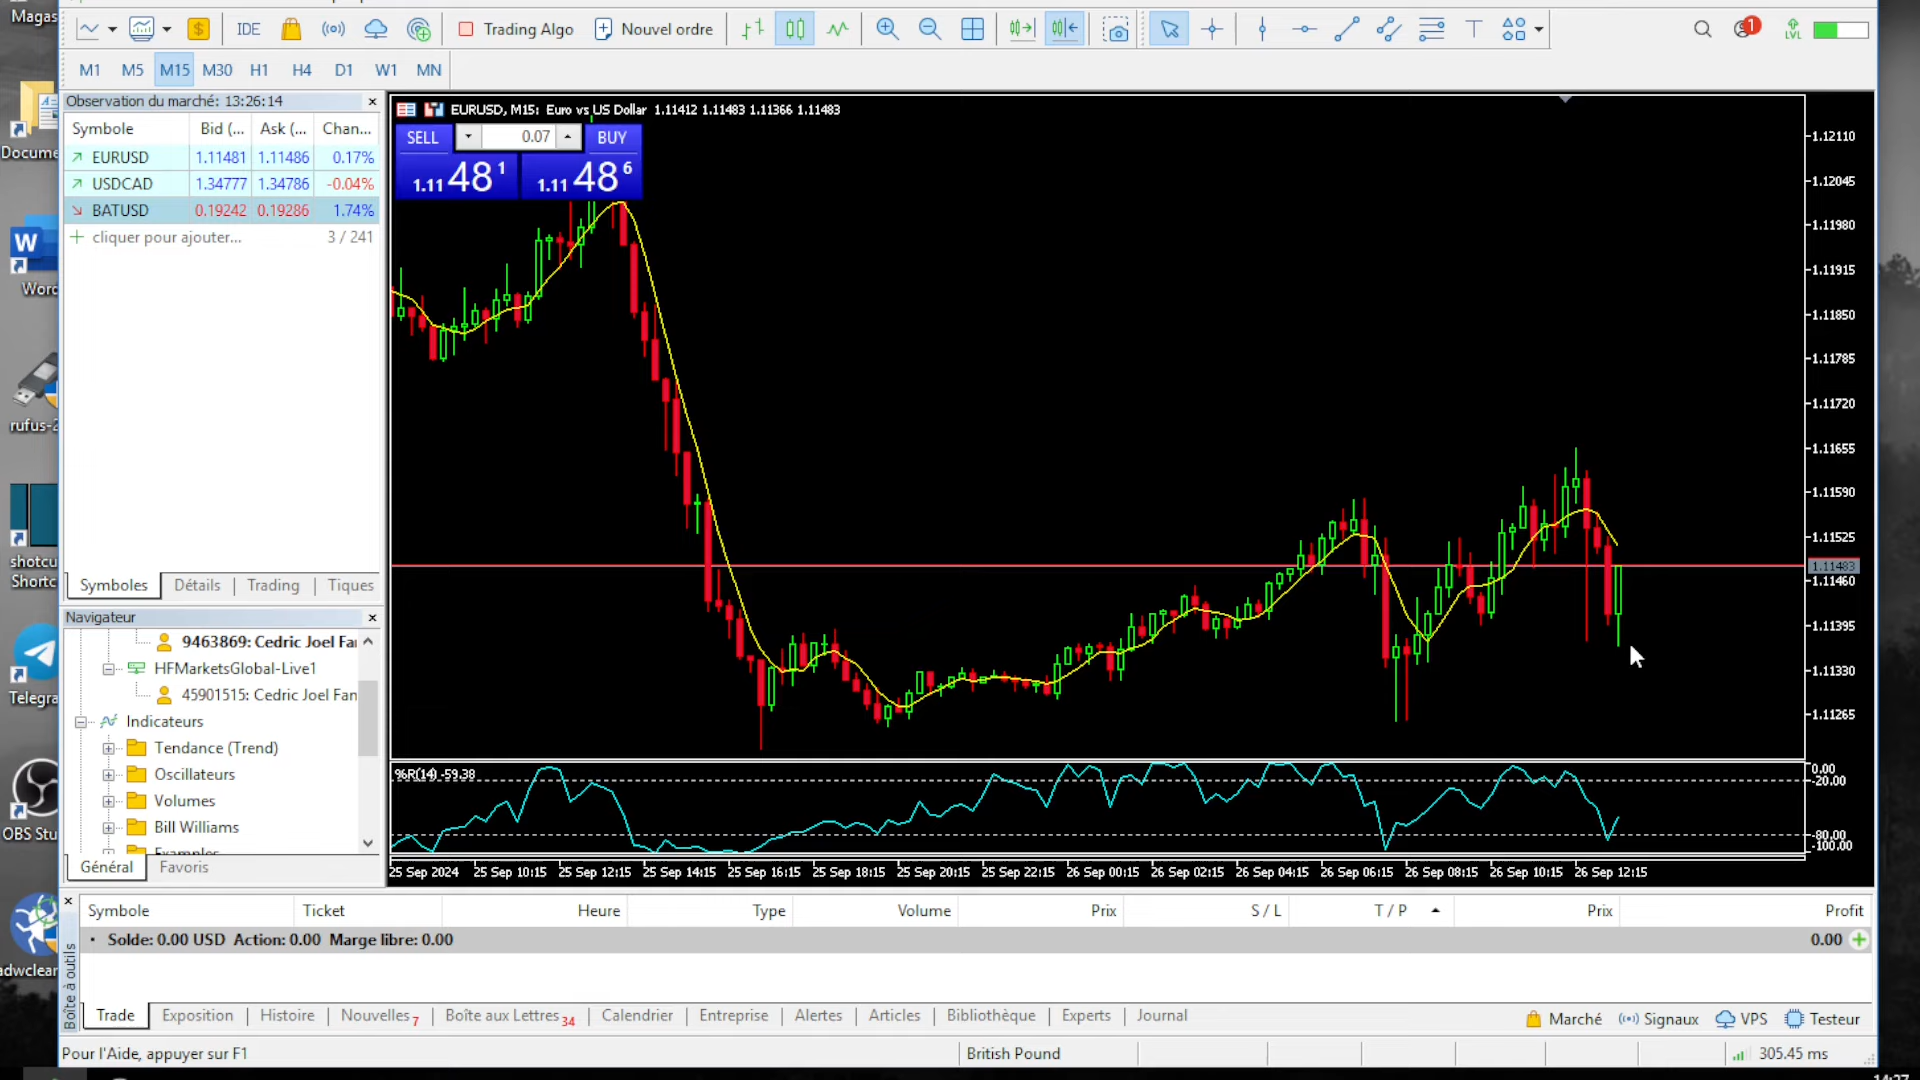 Magas
IDE
Trading Algo
Nouvel ordre
1
LVL
M1 M5 M15 M30 H1 H4 D1 W1 MN
Observation du marché: 13:26:14
Symbole Bid (... Ask (... Chan...
EURUSD 1.11481 1.11486 0.17%
USDCAD 1.34777 1.34786 -0.04%
BATUSD 0.19242 0.19286 1.74%
cliquer pour ajouter... 3 / 241
Symboles Détails Trading Tiques
Navigateur
9463869: Cedric Joel Fa
HFMarketsGlobal-Live1
45901515: Cedric Joel Fan
Indicateurs
Tendance (Trend)
Oscillateurs
Volumes
Bill Williams
Examples
Général Favoris
EURUSD, M15: Euro vs US Dollar 1.11412 1.11483 1.11366 1.11483
SELL 0.07 BUY
1.11 48 1
1.11 48 6
1.12110
1.12045
1.11980
1.11915
1.11850
1.11785
1.11720
1.11655
1.11590
1.11525
1.11483
1.11460
1.11395
1.11330
1.11265
%R(14) -59.38
0.00
-20.00
-80.00
-100.00
25 Sep 2024 25 Sep 10:15 25 Sep 12:15 25 Sep 14:15 25 Sep 16:15 25 Sep 18:15 25 Sep 20:15 25 Sep 22:15 26 Sep 00:15 26 Sep 02:15 26 Sep 04:15 26 Sep 06:15 26 Sep 08:15 26 Sep 10:15 26 Sep 12:15
Symbole Ticket Heure Type Volume Prix S / L T / P Prix Profit
Solde: 0.00 USD Action: 0.00 Marge libre: 0.00 0.00
Boîte à outils
Trade Exposition Histoire Nouvelles 7 Boîte aux Lettres 34 Calendrier Entreprise Alertes Articles Bibliothèque Experts Journal
Marché Signaux VPS Testeur
Pour l'Aide, appuyer sur F1
British Pound
305.45 ms
Docume
W
Word
rufus-2
shotcu
Shortc
Telegra
OBS Stu
adwclean